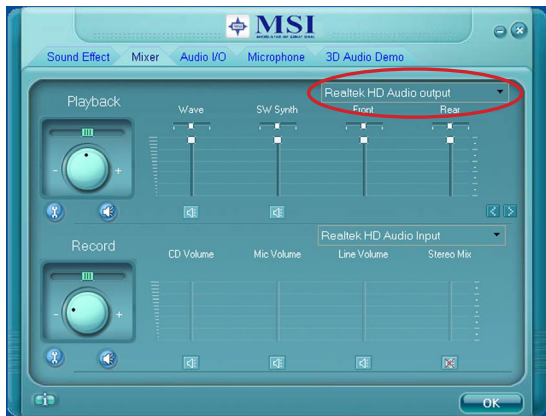 MSI
Sound Effect Mixer Audio I/O Microphone 3D Audio Demo
Realtek HD Audio output
Playback
Wave SW Synth Front Rear
- +
Realtek HD Audio Input
Record
CD Volume Mic Volume Line Volume Stereo Mix
- +
OK